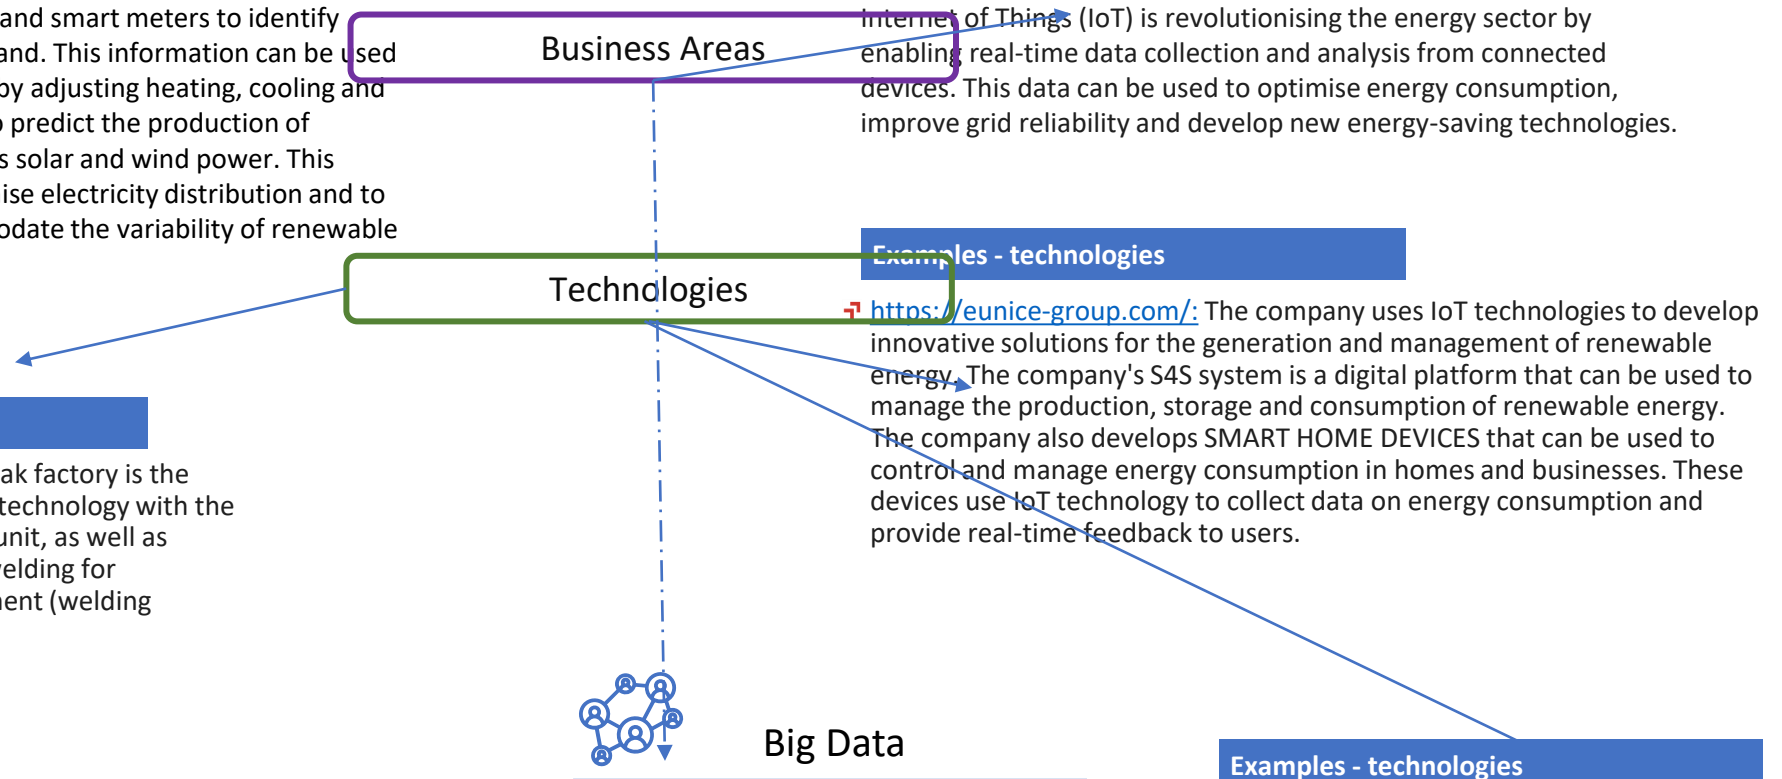 and smart meters to identify
and. This information can be used
by adjusting heating, cooling and
predict the production of
s solar and wind power. This
ise electricity distribution and to
odate the variability of renewable
Business Areas
Internet of Things (IoT) is revolutionising the energy sector by
enabling real-time data collection and analysis from connected
devices. This data can be used to optimise energy consumption,
improve grid reliability and develop new energy-saving technologies.
Technologies
Examples - technologies
https://eunice-group.com/: The company uses IoT technologies to develop
innovative solutions for the generation and management of renewable
energy. The company's S4S system is a digital platform that can be used to
manage the production, storage and consumption of renewable energy.
The company also develops SMART HOME DEVICES that can be used to
control and manage energy consumption in homes and businesses. These
devices use IoT technology to collect data on energy consumption and
provide real-time feedback to users.
ak factory is the
technology with the
unit, as well as
elding for
ent (welding
Big Data
Examples - technologies